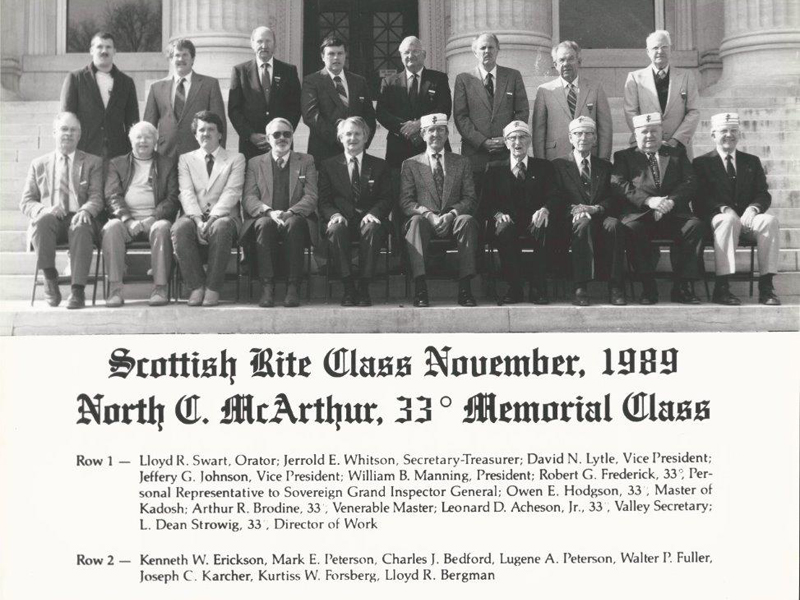 Scottish Rite Class November, 1989
North C. McArthur, 33° Memorial Class
Row 1 — Lloyd R. Swart, Orator; Jerrold E. Whitson, Secretary-Treasurer; David N. Lytle, Vice President;
Jeffery G. Johnson, Vice President; William B. Manning, President; Robert G. Frederick, 33°, Per-
sonal Representative to Sovereign Grand Inspector General; Owen E. Hodgson, 33°, Master of
Kadosh; Arthur R. Brodine, 33°, Venerable Master; Leonard D. Acheson, Jr., 33°, Valley Secretary;
L. Dean Strowig, 33°, Director of Work
Row 2 — Kenneth W. Erickson, Mark E. Peterson, Charles J. Bedford, Lugene A. Peterson, Walter P. Fuller,
Joseph C. Karcher, Kurtiss W. Forsberg, Lloyd R. Bergman